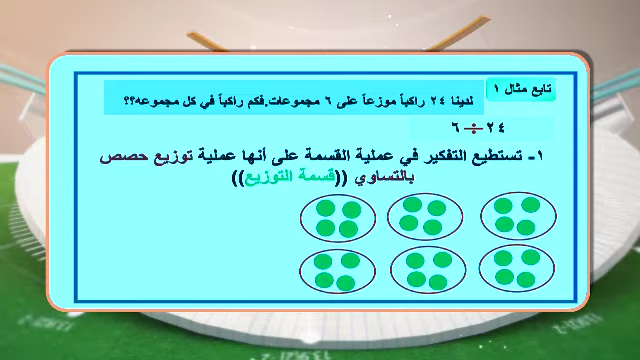 تابع مثال ١
لدينا ٢٤ راكباً موزعاً على ٦ مجموعات.فكم راكباً في كل مجموعه؟؟
٢٤ ÷ ٦
١- تستطيع التفكير في عملية القسمة على أنها عملية توزيع حصص
بالتساوي ((قسمة التوزيع))